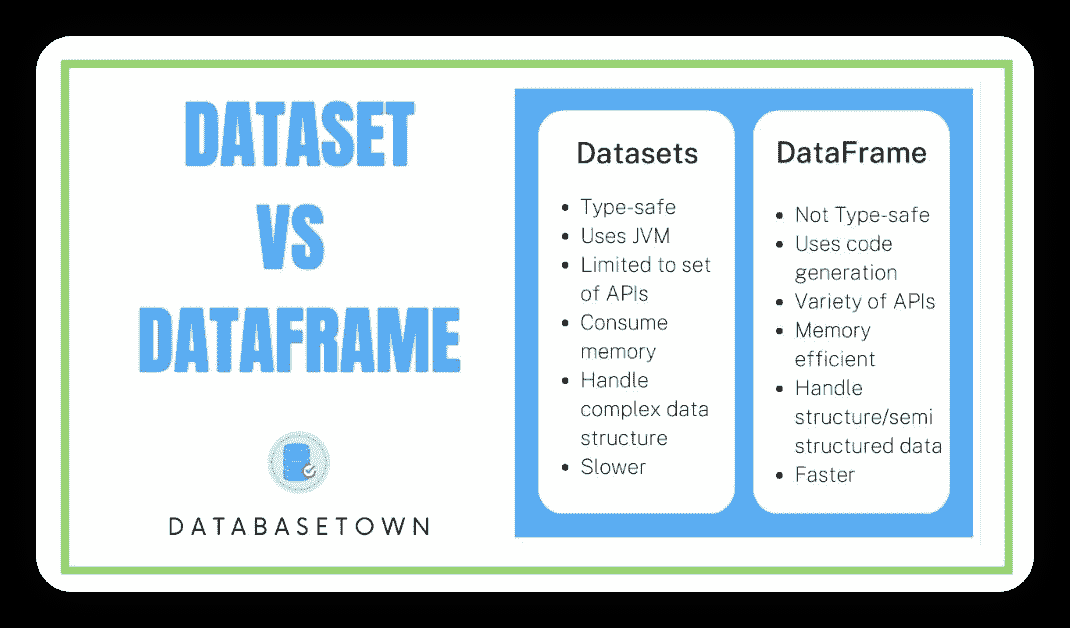 DATASET
VS
DATAFRAME
DATABASETOWN
Datasets
• Type-safe
• Uses JVM
• Limited to set
of APIs
• Consume
memory
• Handle
complex data
structure
• Slower
DataFrame
• Not Type-safe
• Uses code
generation
• Variety of APIs
• Memory
efficient
• Handle
structure/semi
structured data
• Faster